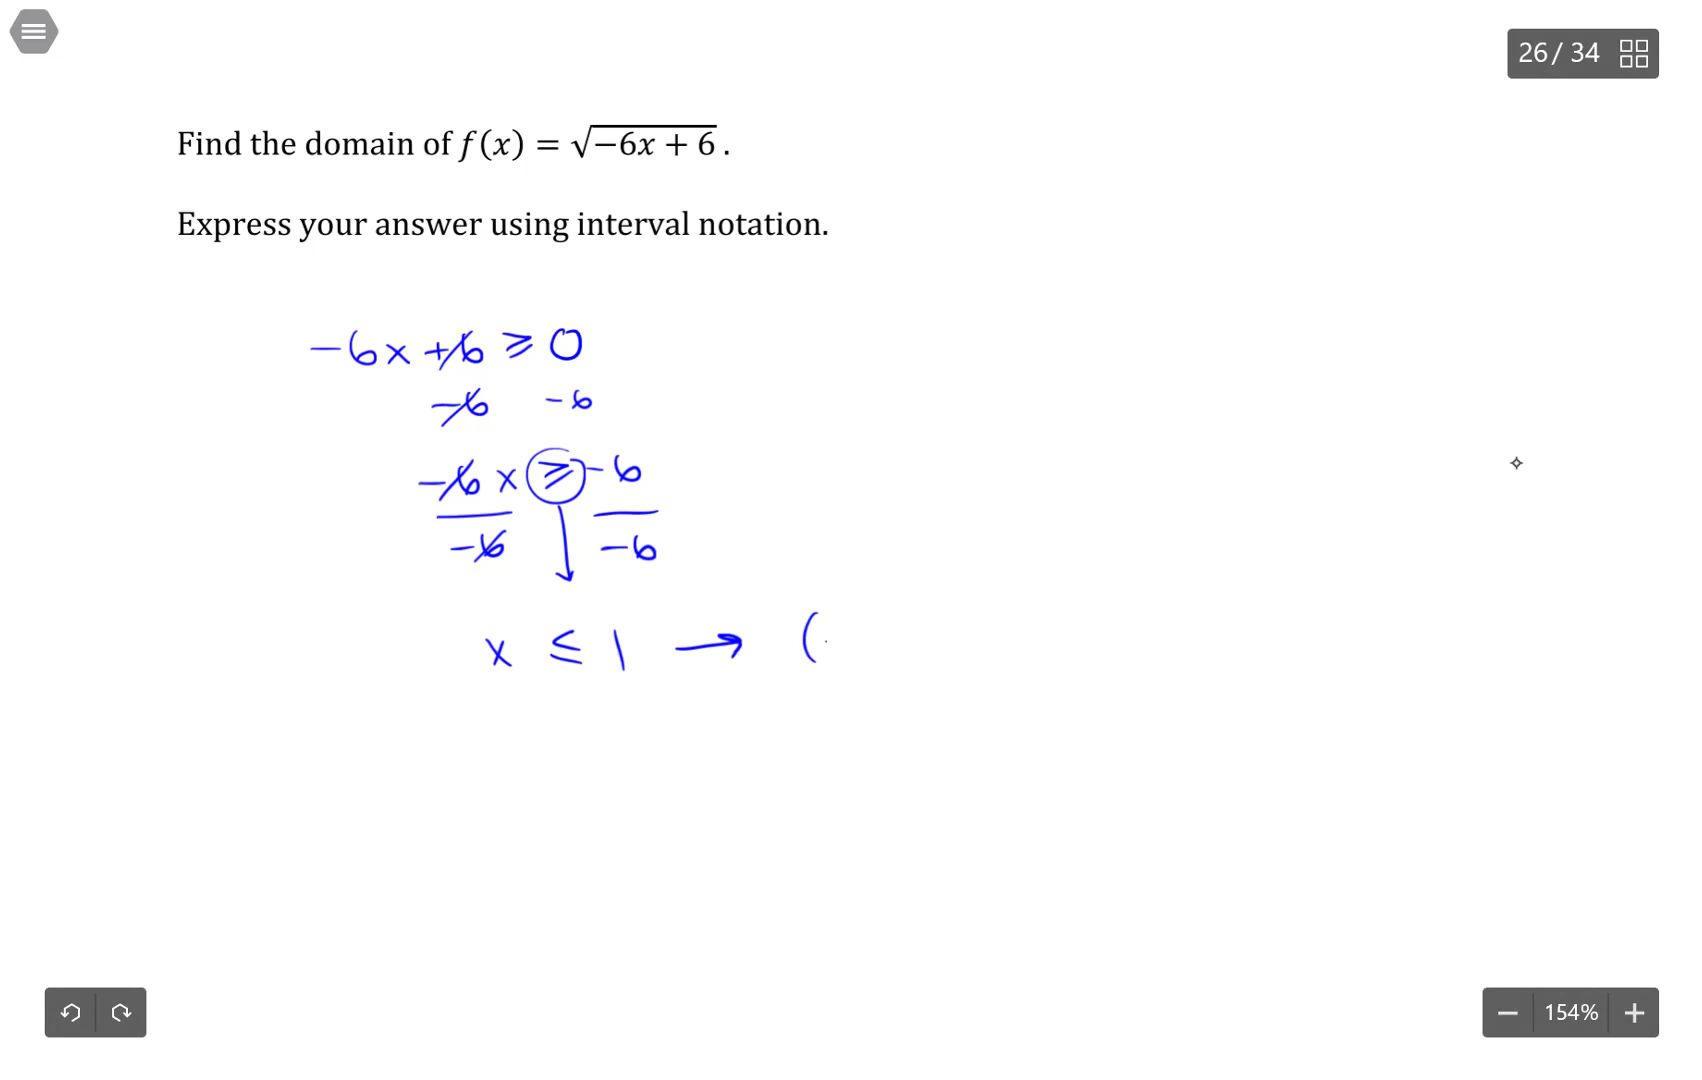 26 / 34
Find the domain of f(x) = √−6x + 6 .
Express your answer using interval notation.
−6x +6 ≥ 0
−6 −6
−6 x ≥ −6
−6 −6
x ≤ 1 → (
154%